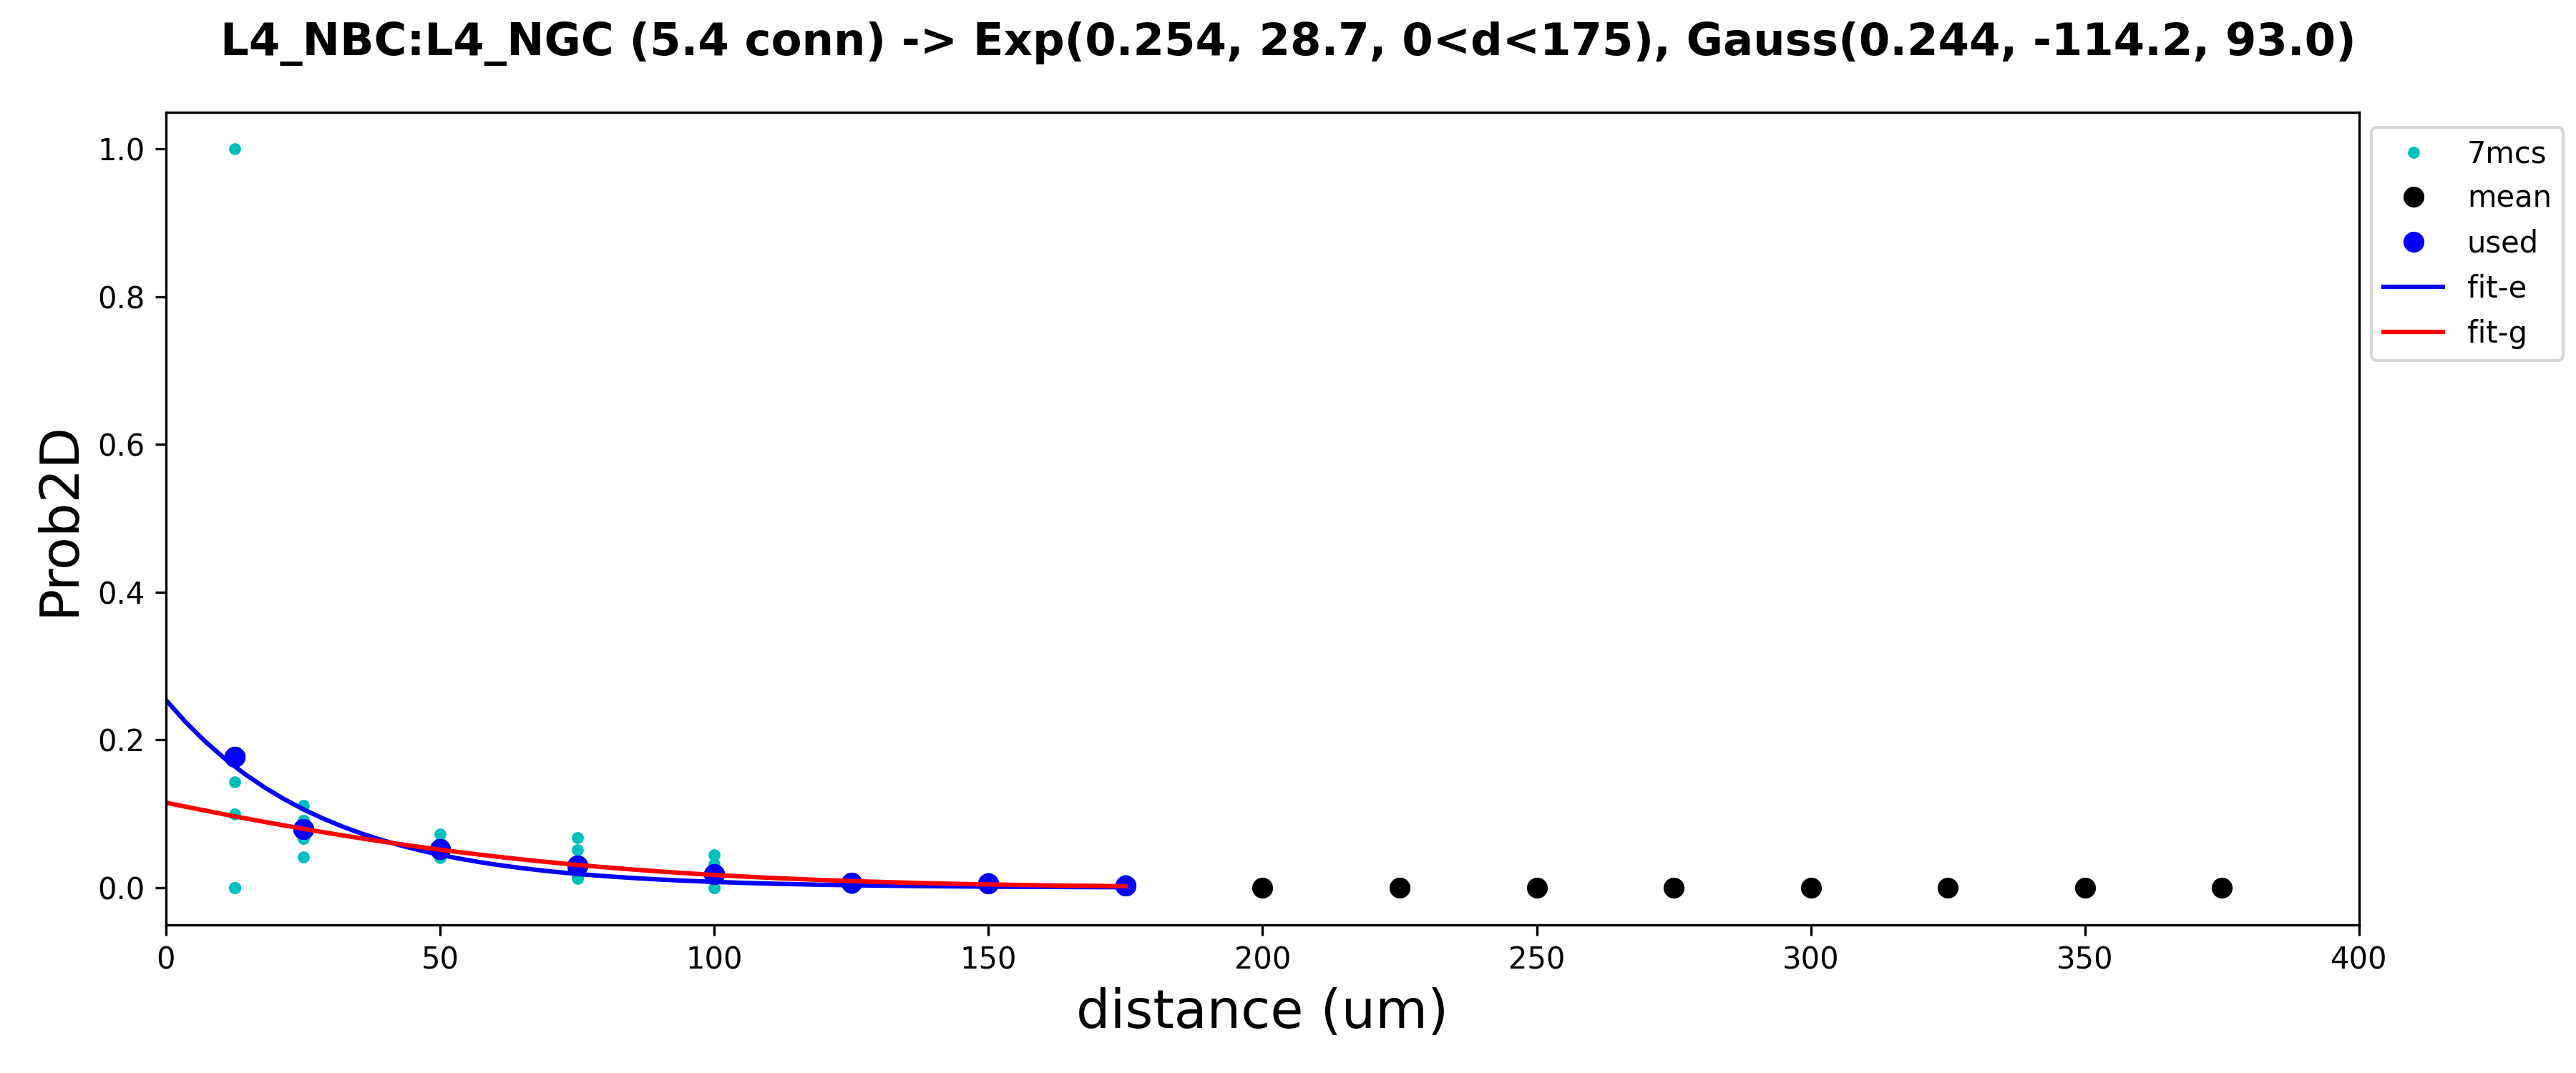 L4_NBC:L4_NGC (5.4 conn) -> Exp(0.254, 28.7, 0<d<175), Gauss(0.244, -114.2, 93.0)
1.0
0.8
0.6
0.4
0.2
0.0
Prob2D
0 50 100 150 200 250 300 350 400
distance (um)
7mcs
mean
used
fit-e
fit-g